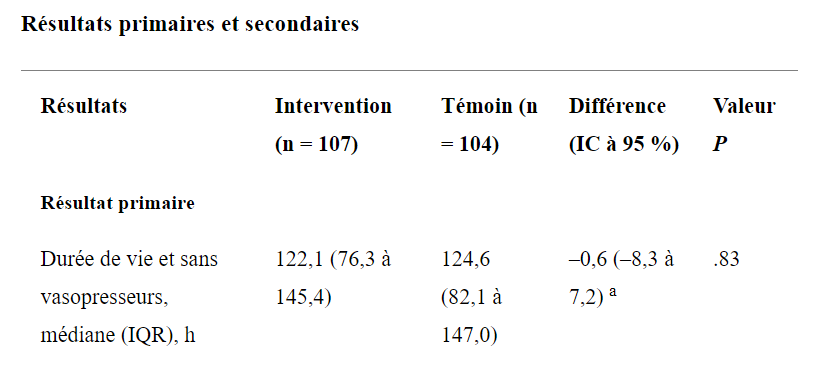 Résultats primaires et secondaires
Résultats Intervention (n = 107) Témoin (n = 104) Différence (IC à 95 %) Valeur P
Résultat primaire
Durée de vie et sans vasopresseurs, médiane (IQR), h 122,1 (76,3 à 145,4) 124,6 (82,1 à 147,0) –0,6 (–8,3 à 7,2) a .83